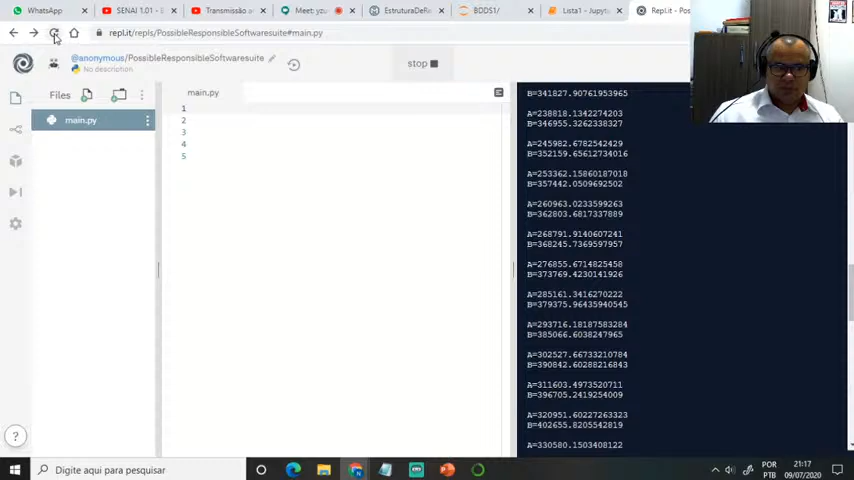 WhatsApp
SENAI 1.01 -
Transmissão a
Meet: yzu
EstruturaDeRe
BDDS1/
Lista1 - Jupyte
Repl.it - Pos
repl.it/repls/PossibleResponsibleSoftwaresuite#main.py
@anonymous/PossibleResponsibleSoftwaresuite
No description
stop
Files
main.py
main.py
1
2
3
4
5
B=341827.90761953965
A=238818.1342274203
B=346955.3262338327
A=245982.6782542429
B=352159.65612734016
A=253362.15860187018
B=357442.0509692502
A=260963.0233599263
B=362803.6817337889
A=268791.9140607241
B=368245.7369597957
A=276855.6714825458
B=373769.4230141926
A=285161.3416270222
B=379375.96435940545
A=293716.18187583284
B=385066.6038247965
A=302527.66733210784
B=390842.60288216843
A=311603.4973520711
B=396705.2419254009
A=320951.60227263323
B=402655.8205542819
A=330580.1503408122
?
Digite aqui para pesquisar
POR
PTB
21:17
09/07/2020